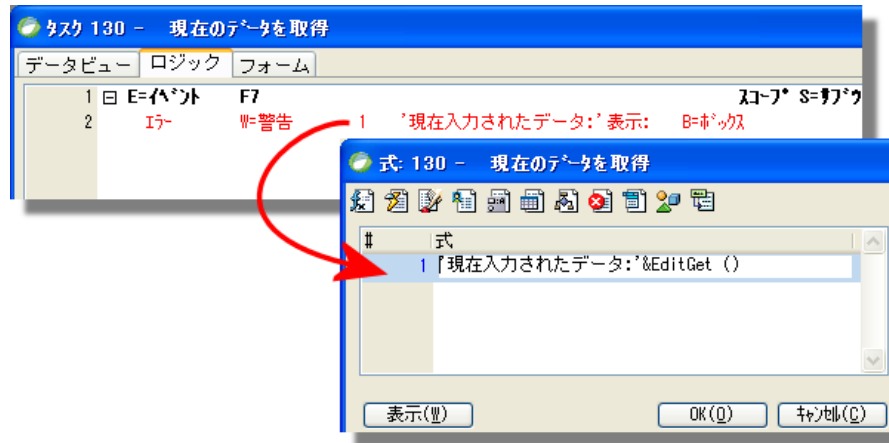 ﾀｽｸ 130 - 現在のﾃﾞｰﾀを取得
データビュー ロジック フォーム
1 E=ｲﾍﾞﾝﾄ F7 ｽｺｰﾌﾟ S=ｻﾌﾞﾂ
2 ｴﾗｰ W=警告 1 '現在入力されたデータ:' 表示: B=ﾎﾞｯｸｽ
式: 130 - 現在のﾃﾞｰﾀを取得
# 式
1 '現在入力されたデータ:'&EditGet ()
表示(W) OK(O) ｷｬﾝｾﾙ(C)